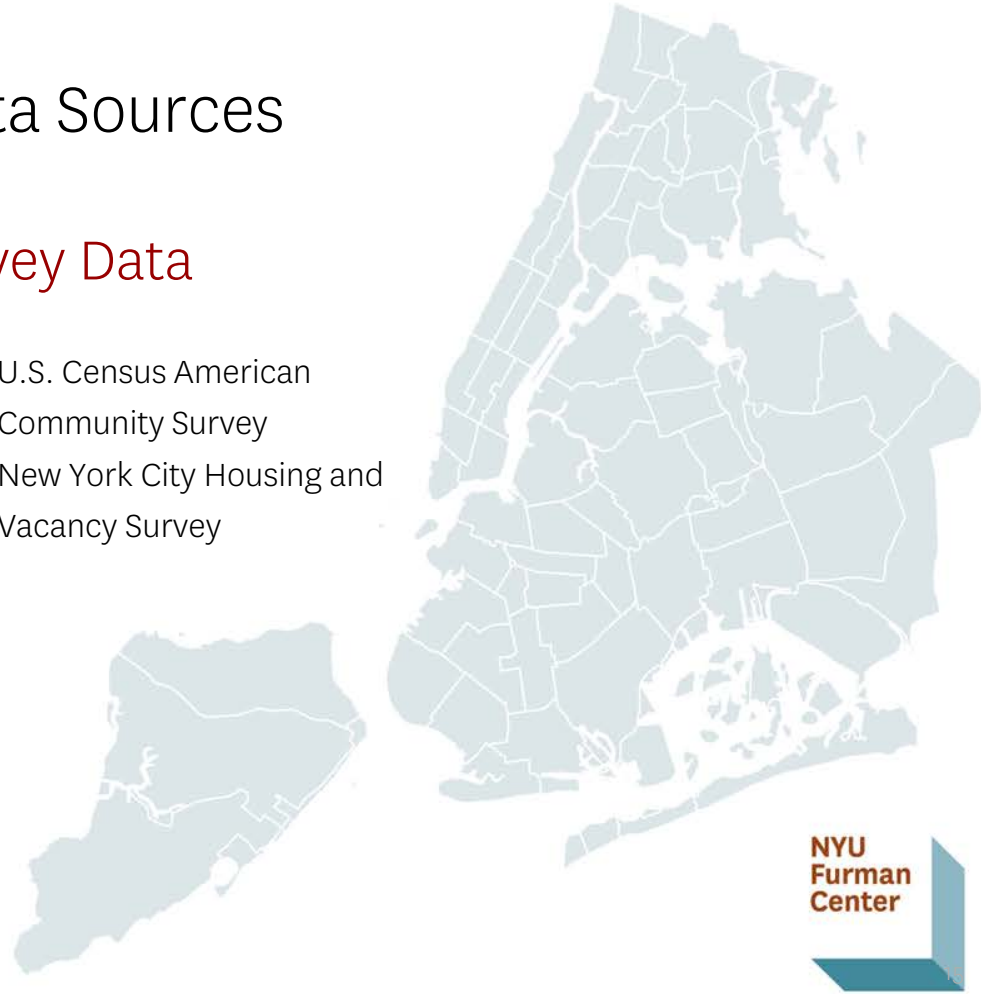 ta Sources
vey Data
U.S. Census American
Community Survey
New York City Housing and
Vacancy Survey
NYU
Furman
Center